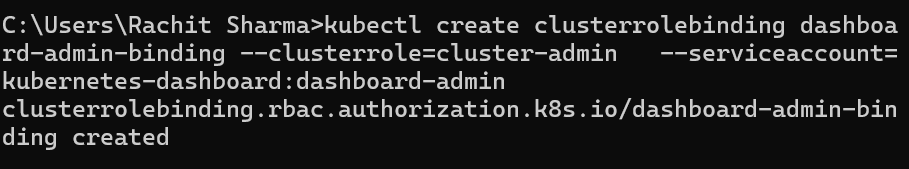 C:\Users\Rachit Sharma>kubectl create clusterrolebinding dashboa
rd-admin-binding --clusterrole=cluster-admin   --serviceaccount=
kubernetes-dashboard:dashboard-admin
clusterrolebinding.rbac.authorization.k8s.io/dashboard-admin-bin
ding created